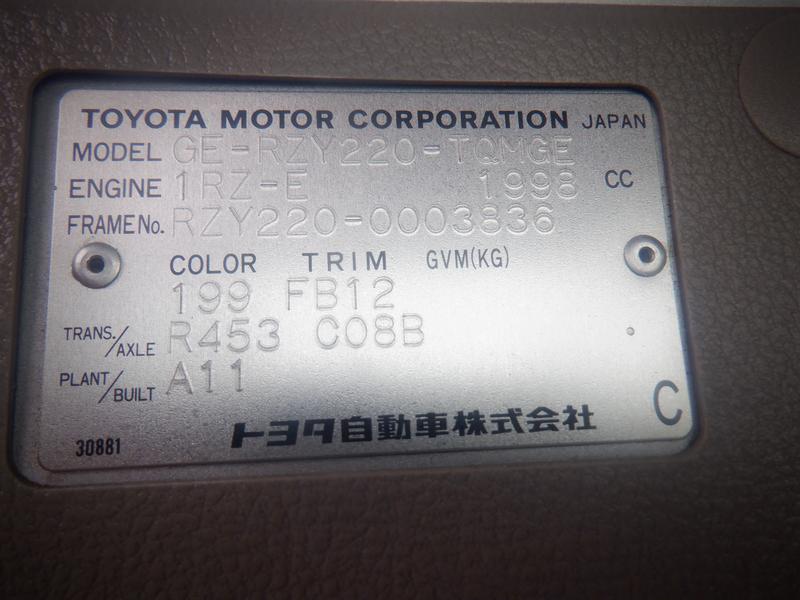 TOYOTA MOTOR CORPORATION JAPAN
MODEL GE-RZY220-TQMGE
ENGINE 1RZ-E 1998 CC
FRAME No. RZY220-0003836
COLOR TRIM GVM(KG)
199 FB12
TRANS./AXLE R453 C08B
PLANT/BUILT A11
C
トヨタ自動車株式会社
30881